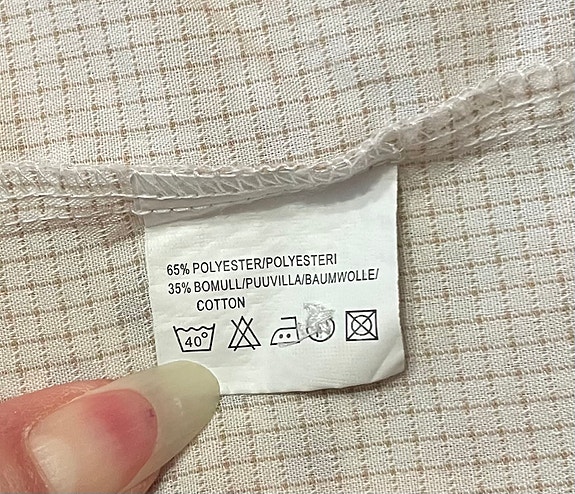 65% POLYESTER/POLYESTERI
35% BOMULL/PUUVILLA/BAUMWOLLE/
COTTON
40°